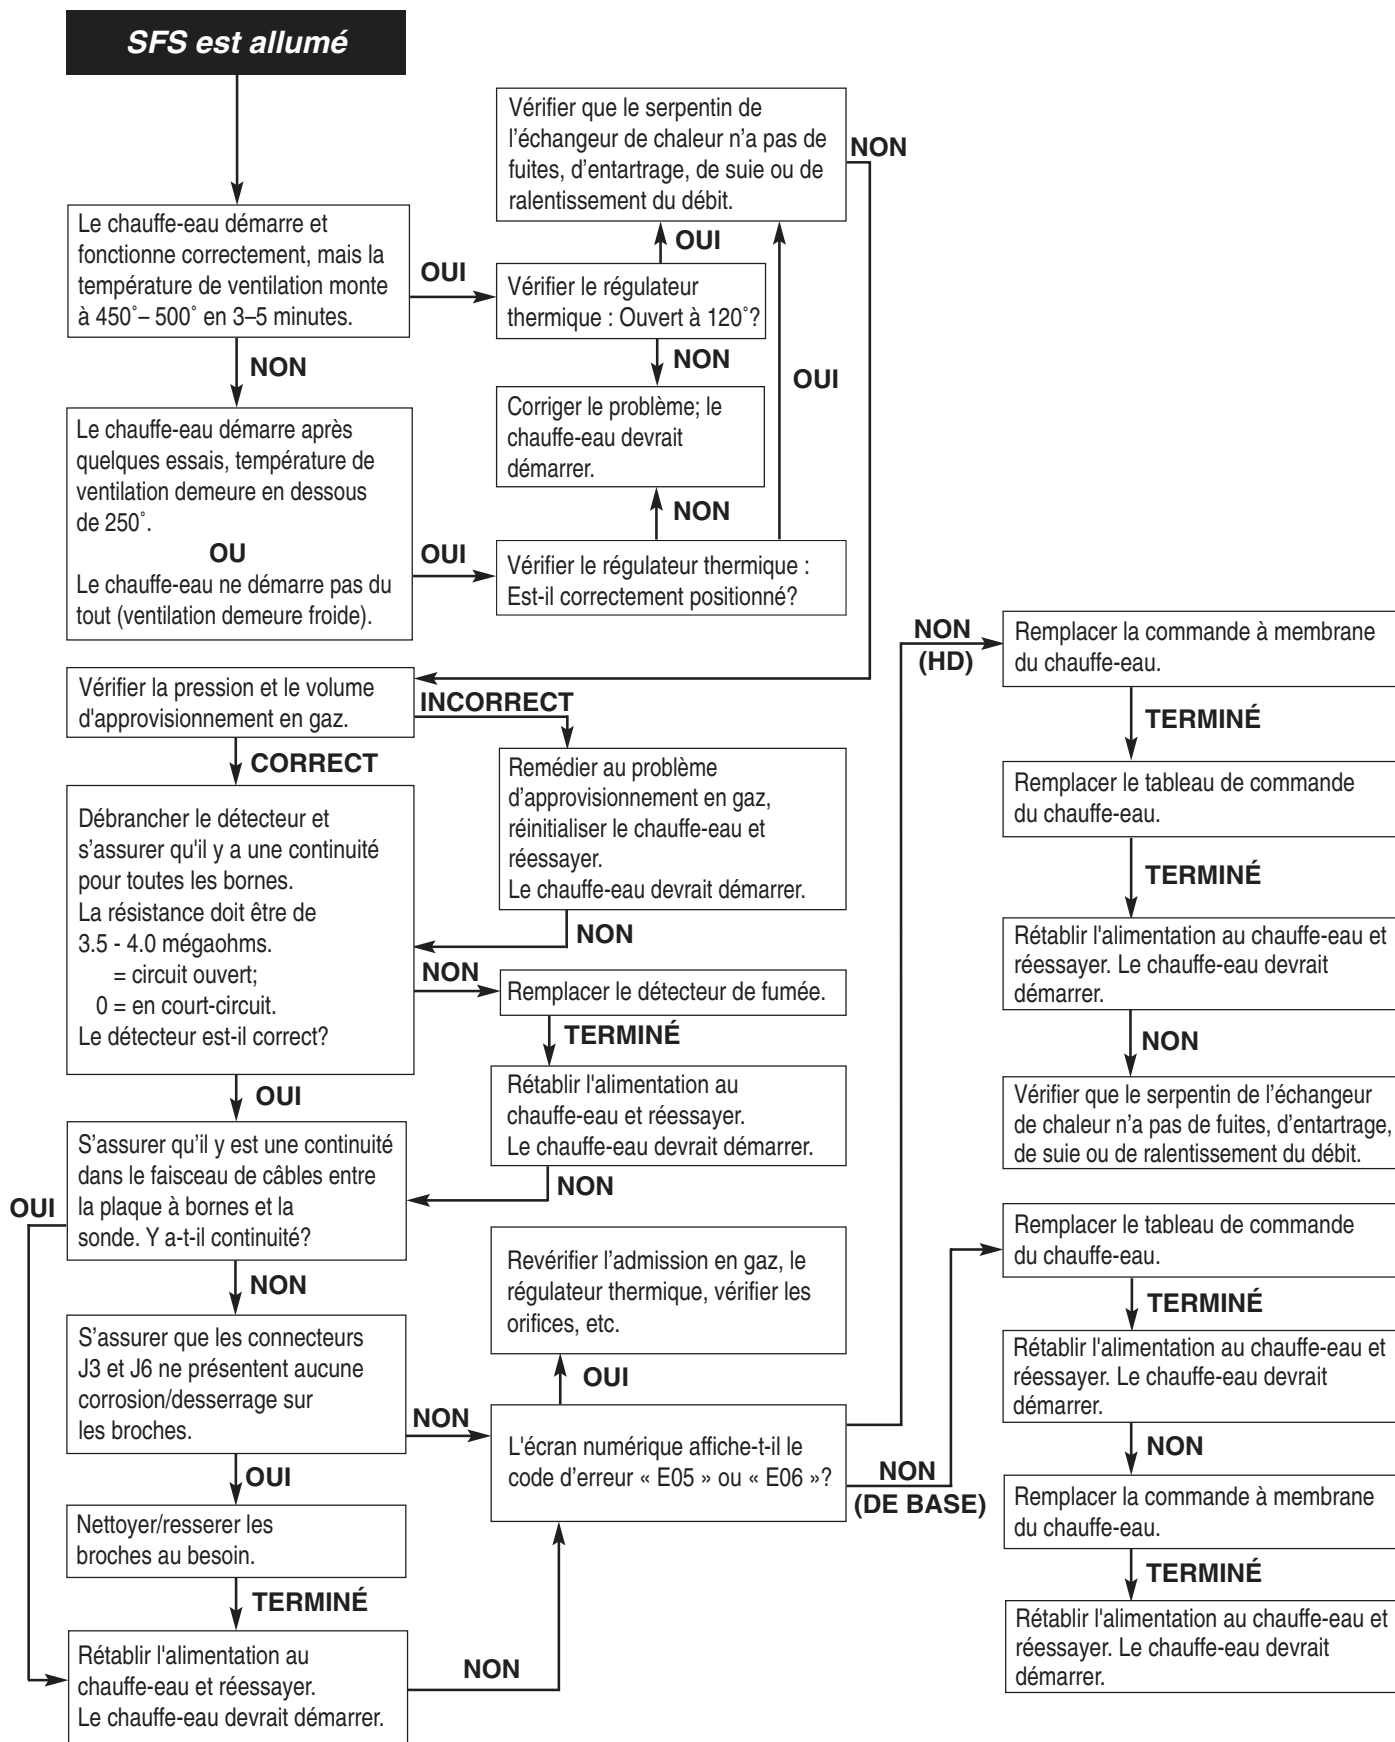 SFS est allumé
Le chauffe-eau démarre et
fonctionne correctement, mais la
température de ventilation monte
à 450˚– 500˚ en 3–5 minutes.
OUI
NON
Vérifier que le serpentin de
l’échangeur de chaleur n’a pas de
fuites, d’entartrage, de suie ou de
ralentissement du débit.
NON
OUI
Vérifier le régulateur
thermique : Ouvert à 120˚?
NON
OUI
Corriger le problème; le
chauffe-eau devrait
démarrer.
NON
Le chauffe-eau démarre après
quelques essais, température de
ventilation demeure en dessous
de 250˚.
OU
Le chauffe-eau ne démarre pas du
tout (ventilation demeure froide).
OUI
Vérifier le régulateur thermique :
Est-il correctement positionné?
Vérifier la pression et le volume
d'approvisionnement en gaz.
INCORRECT
CORRECT
Remédier au problème
d’approvisionnement en gaz,
réinitialiser le chauffe-eau et
réessayer.
Le chauffe-eau devrait démarrer.
NON
Débrancher le détecteur et
s’assurer qu'il y a une continuité
pour toutes les bornes.
La résistance doit être de
3.5 - 4.0 mégaohms.
= circuit ouvert;
0 = en court-circuit.
Le détecteur est-il correct?
NON
OUI
Remplacer le détecteur de fumée.
TERMINÉ
Rétablir l'alimentation au
chauffe-eau et réessayer.
Le chauffe-eau devrait démarrer.
NON
S’assurer qu’il y est une continuité
dans le faisceau de câbles entre
la plaque à bornes et la
sonde. Y a-t-il continuité?
OUI
NON
S’assurer que les connecteurs
J3 et J6 ne présentent aucune
corrosion/desserrage sur
les broches.
NON
OUI
Nettoyer/resserer les
broches au besoin.
TERMINÉ
Rétablir l'alimentation au
chauffe-eau et réessayer.
Le chauffe-eau devrait démarrer.
NON
Revérifier l’admission en gaz, le
régulateur thermique, vérifier les
orifices, etc.
OUI
L'écran numérique affiche-t-il le
code d’erreur « E05 » ou « E06 »?
NON
(HD)
NON
(DE BASE)
Remplacer la commande à membrane
du chauffe-eau.
TERMINÉ
Remplacer le tableau de commande
du chauffe-eau.
TERMINÉ
Rétablir l'alimentation au chauffe-eau et
réessayer. Le chauffe-eau devrait
démarrer.
NON
Vérifier que le serpentin de l’échangeur
de chaleur n’a pas de fuites, d’entartrage,
de suie ou de ralentissement du débit.
Remplacer le tableau de commande
du chauffe-eau.
TERMINÉ
Rétablir l'alimentation au chauffe-eau et
réessayer. Le chauffe-eau devrait
démarrer.
NON
Remplacer la commande à membrane
du chauffe-eau.
TERMINÉ
Rétablir l'alimentation au chauffe-eau et
réessayer. Le chauffe-eau devrait
démarrer.